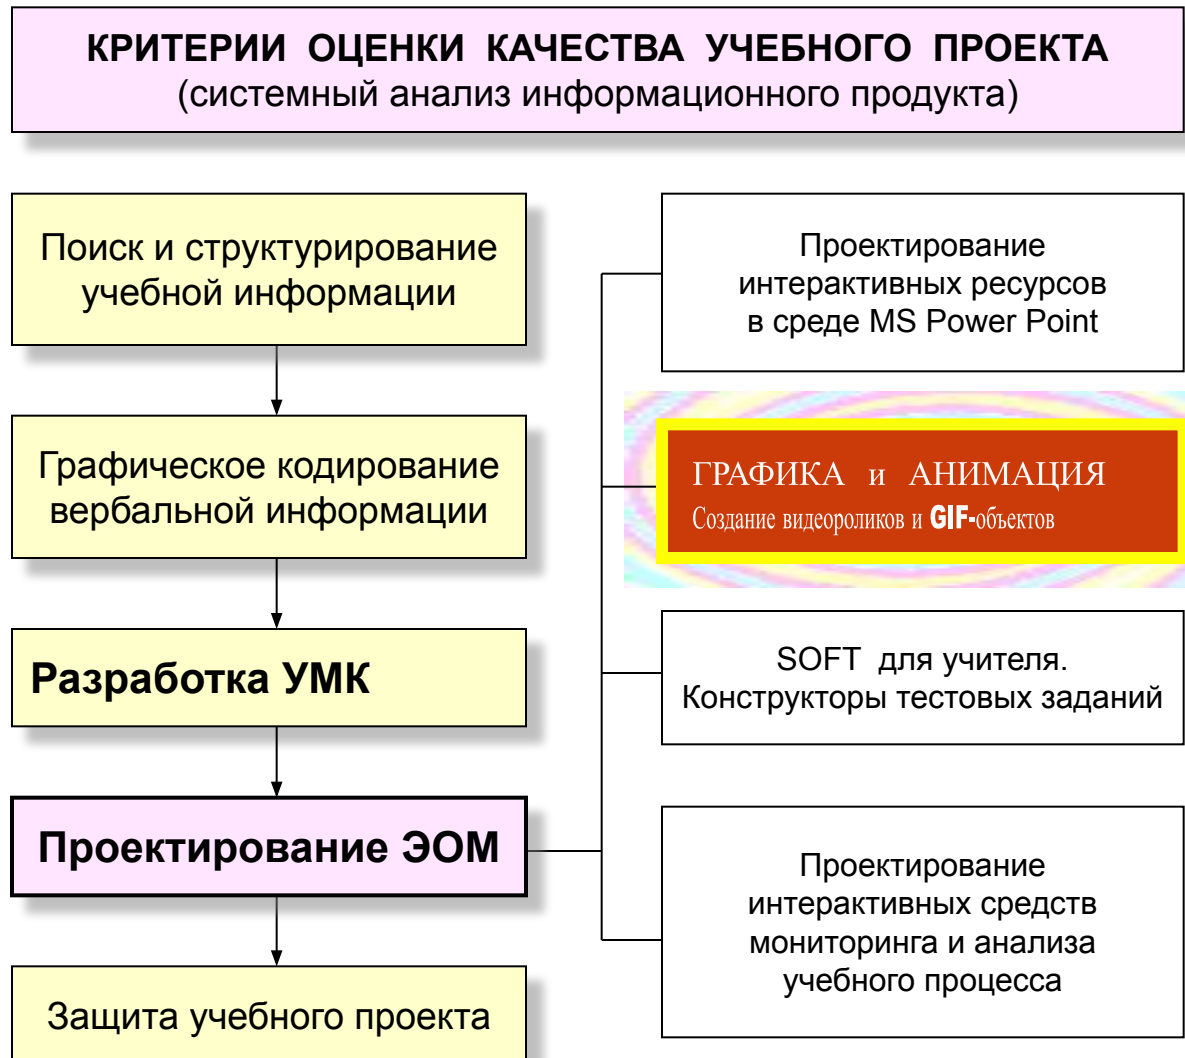 КРИТЕРИИ ОЦЕНКИ КАЧЕСТВА УЧЕБНОГО ПРОЕКТА
(системный анализ информационного продукта)
Поиск и структурирование
учебной информации
Графическое кодирование
вербальной информации
Разработка УМК
Проектирование ЭОМ
Защита учебного проекта
Проектирование
интерактивных ресурсов
в среде MS Power Point
ГРАФИКА и АНИМАЦИЯ
Создание видеороликов и GIF-объектов
SOFT для учителя.
Конструкторы тестовых заданий
Проектирование
интерактивных средств
мониторинга и анализа
учебного процесса